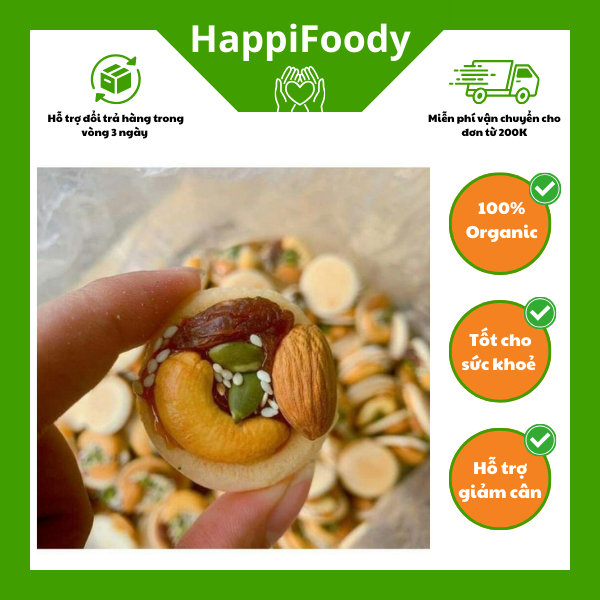 HappiFoody
Hỗ trợ đổi trả hàng trong
vòng 3 ngày
Miễn phí vận chuyển cho
đơn từ 200K
100%
Organic
Tốt cho
sức khoẻ
Hỗ trợ
giảm cân